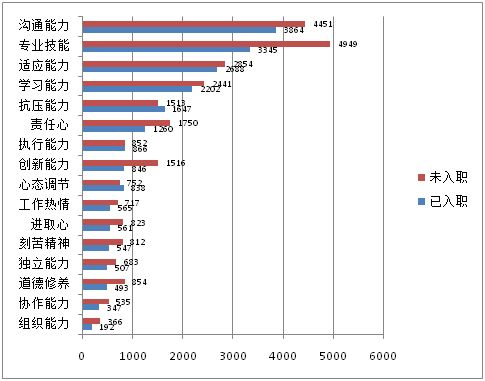 沟通能力 4451
3864
专业技能 4949
3345
适应能力 2854
2688
学习能力 2441
2202
抗压能力 1513
1647
责任心 1750
1260
执行能力 852
866
创新能力 1516
846
心态调节 752
838
工作热情 717
565
进取心 823
561
刻苦精神 812
547
独立能力 683
507
道德修养 854
493
协作能力 535
347
组织能力 366
192
0 1000 2000 3000 4000 5000 6000
未入职
已入职